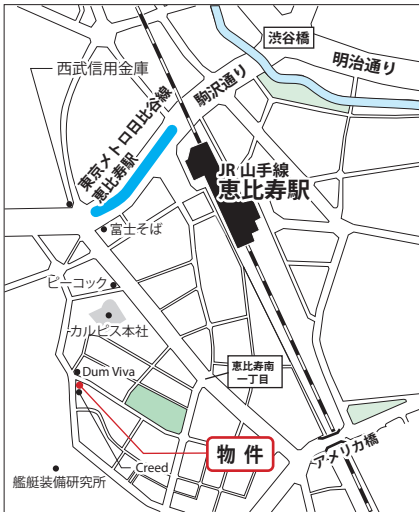 渋谷橋
明治通り
西武信用金庫
駒沢通り
東京メトロ日比谷線
恵比寿駅
JR 山手線
恵比寿駅
富士そば
ピーコック
カルピス本社
恵比寿南
一丁目
Dum Viva
物件
アメリカ橋
Creed
艦艇装備研究所